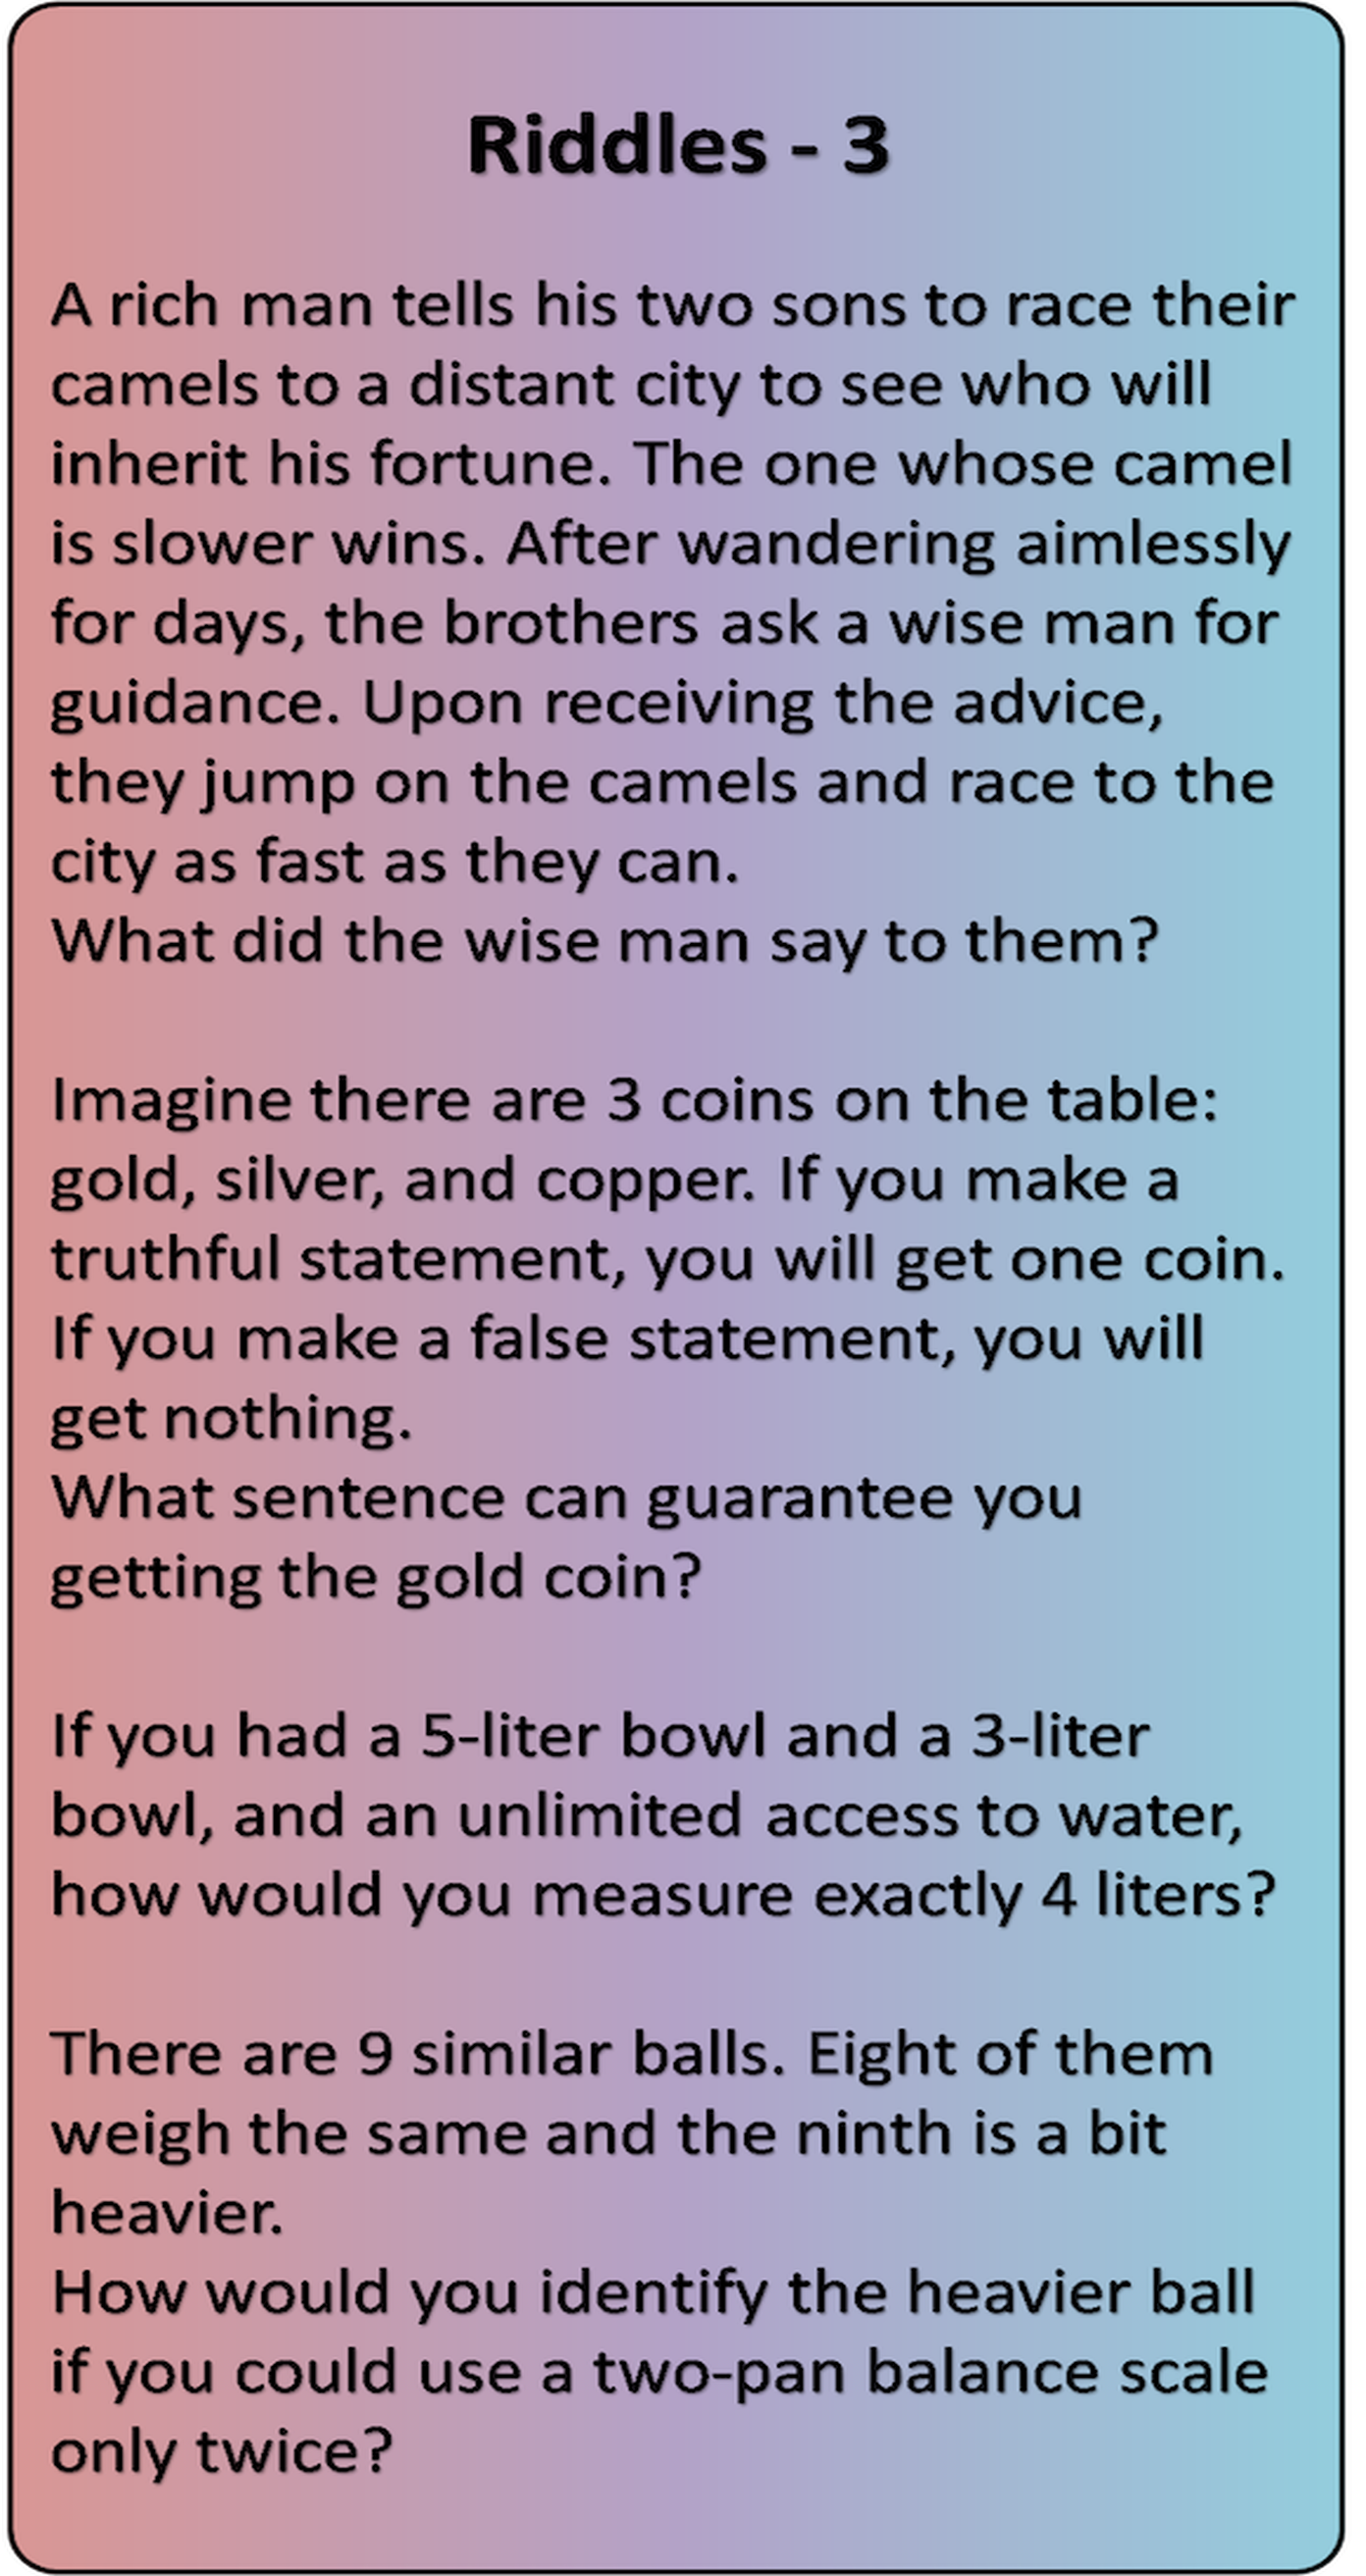 Riddles - 3
A rich man tells his two sons to race their
camels to a distant city to see who will
inherit his fortune. The one whose camel
is slower wins. After wandering aimlessly
for days, the brothers ask a wise man for
guidance. Upon receiving the advice,
they jump on the camels and race to the
city as fast as they can.
What did the wise man say to them?
Imagine there are 3 coins on the table:
gold, silver, and copper. If you make a
truthful statement, you will get one coin.
If you make a false statement, you will
get nothing.
What sentence can guarantee you
getting the gold coin?
If you had a 5-liter bowl and a 3-liter
bowl, and an unlimited access to water,
how would you measure exactly 4 liters?
There are 9 similar balls. Eight of them
weigh the same and the ninth is a bit
heavier.
How would you identify the heavier ball
if you could use a two-pan balance scale
only twice?